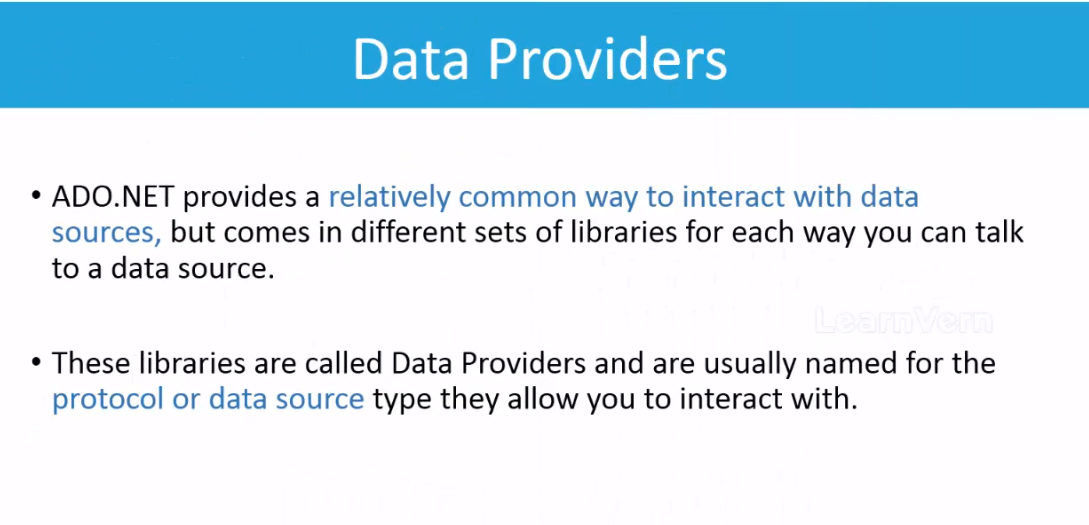 Data Providers
• ADO.NET provides a relatively common way to interact with data
sources, but comes in different sets of libraries for each way you can talk
to a data source.
LearnVern
• These libraries are called Data Providers and are usually named for the
protocol or data source type they allow you to interact with.